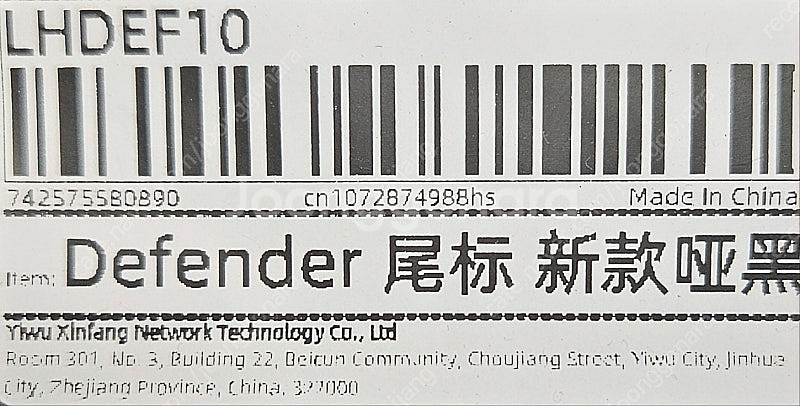 LHDEF10
742575580890 cn1072874988hs Made In China
Item: Defender 尾标 新款哑黑
Yiwu Xinfang Network Technology Co., Ltd
Room 301, No. 3, Building 22, Beicun Community, Choujiang Street, Yiwu City, Jinhua
City, Zhejiang Province, China, 322000